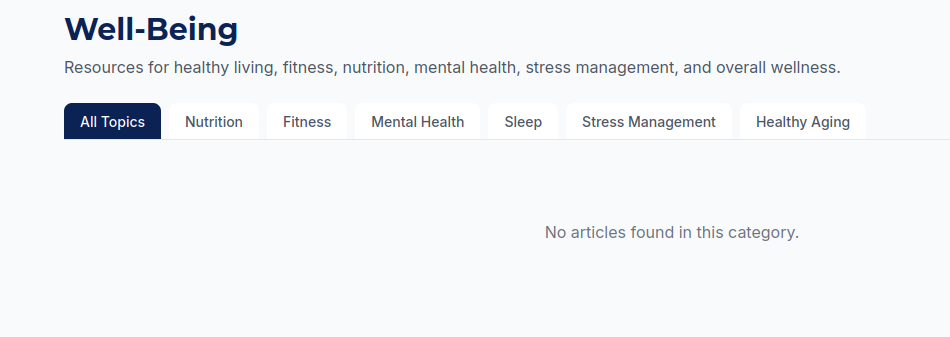 Well-Being
Resources for healthy living, fitness, nutrition, mental health, stress management, and overall wellness.
All Topics Nutrition Fitness Mental Health Sleep Stress Management Healthy Aging
No articles found in this category.